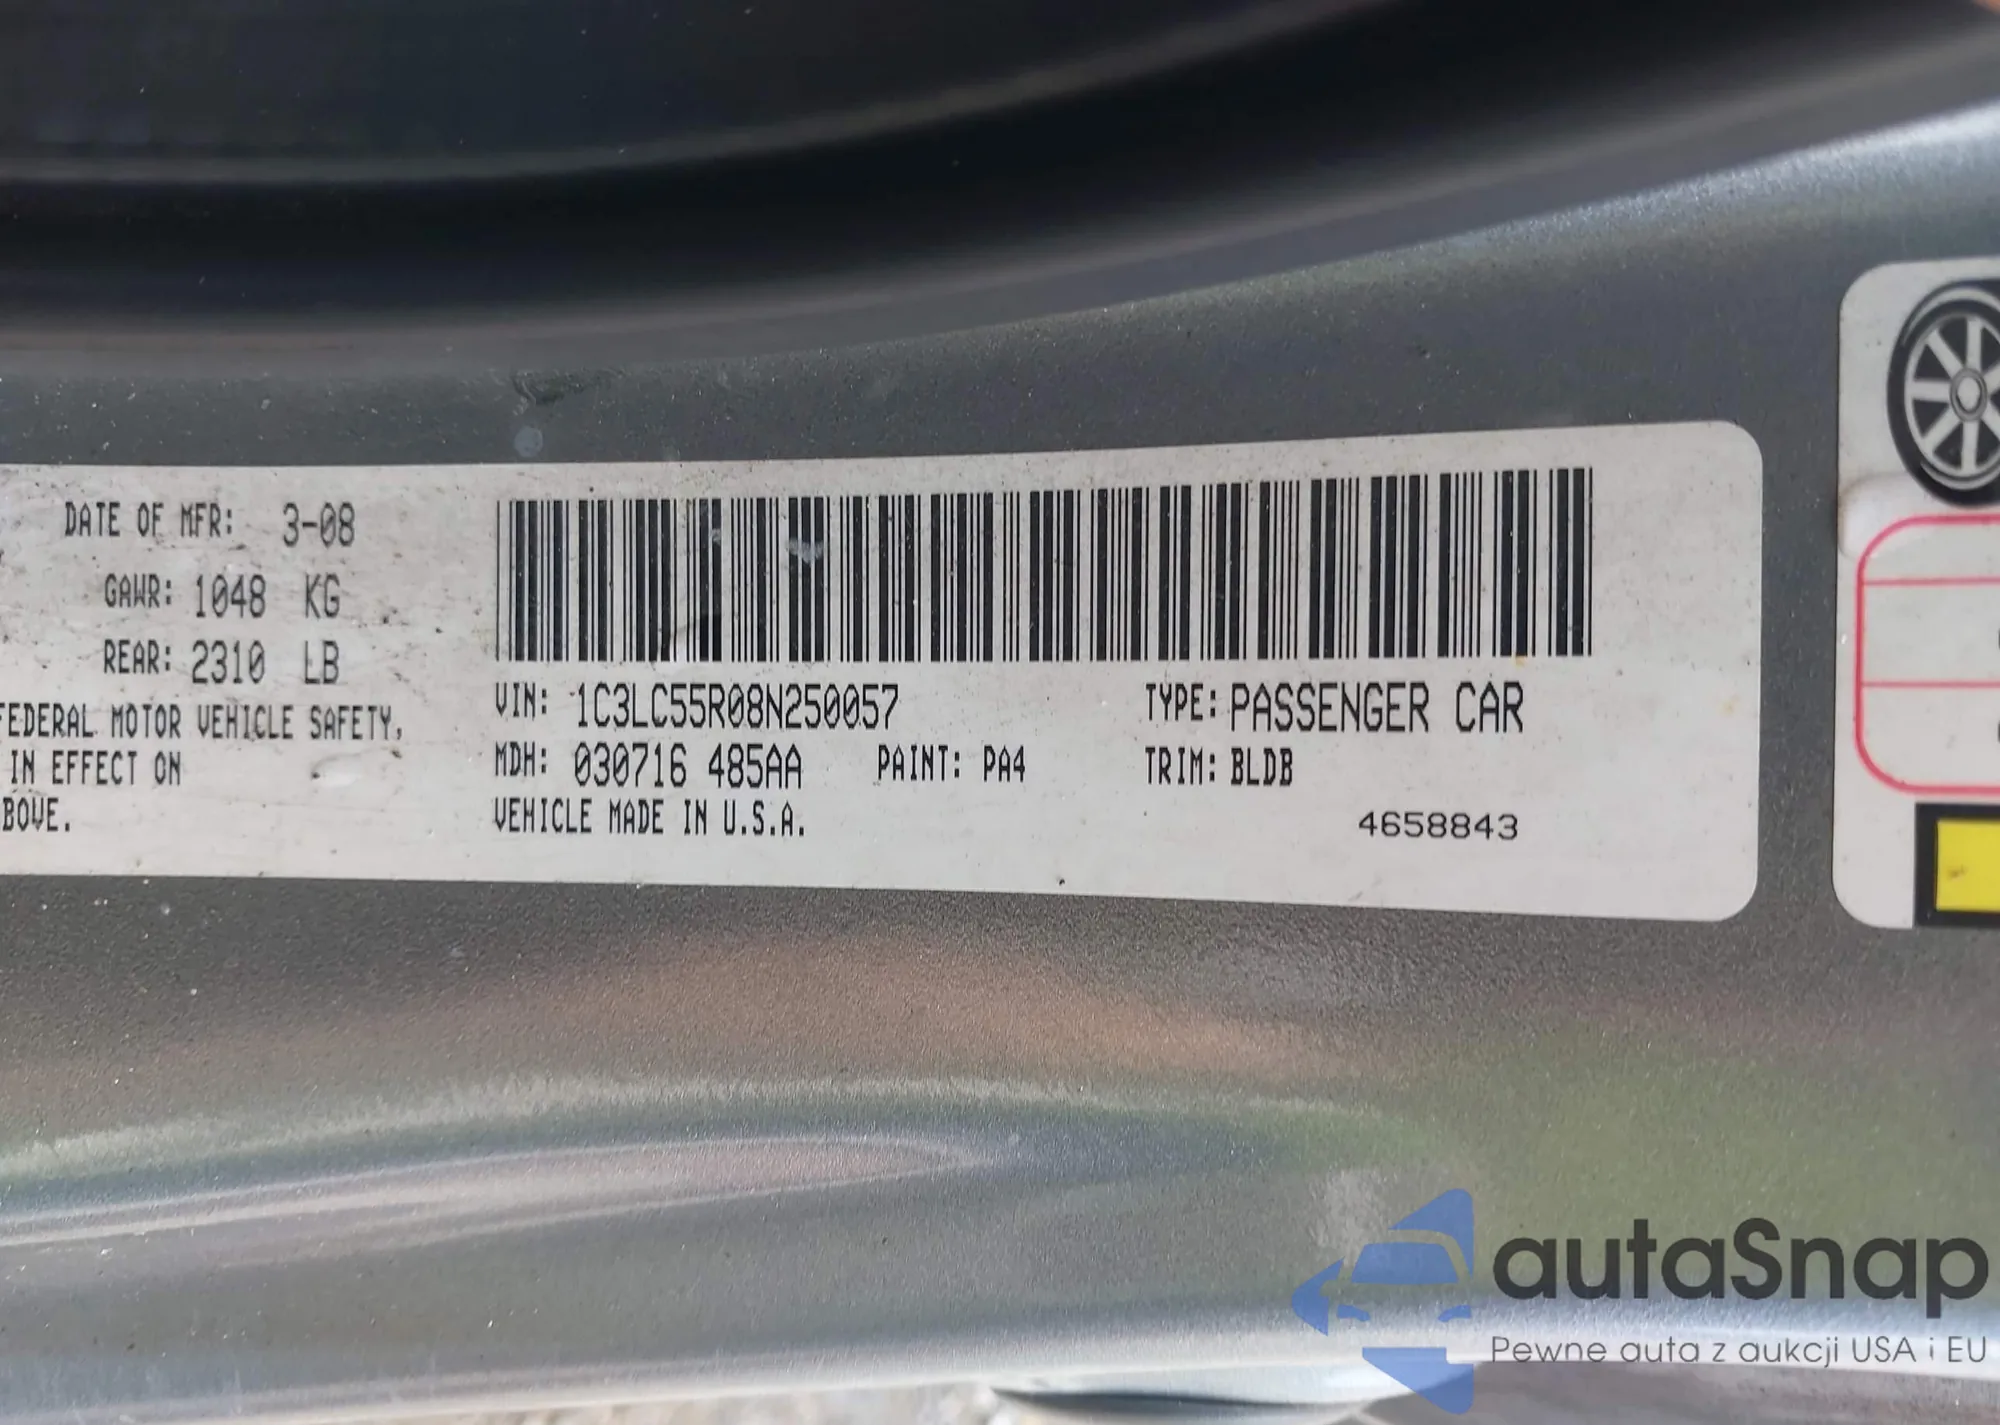 DATE OF MFR: 3-08
GAWR: 1048 KG
REAR: 2310 LB
FEDERAL MOTOR VEHICLE SAFETY,
IN EFFECT ON
BOVE.
VIN: 1C3LC55R08N250057
TYPE: PASSENGER CAR
MDH: 030716 485AA PAINT: PA4
TRIM: BLDB
VEHICLE MADE IN U.S.A.
4658843
autaSnap
Pewne auta z aukcji USA i EU